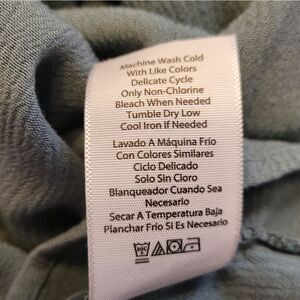 Machine Wash Cold
With Like Colors
Delicate Cycle
Only Non-Chlorine
Bleach When Needed
Tumble Dry Low
Cool Iron if Needed
Lavado A Máquina Frío
Con Colores Similares
Ciclo Delicado
Solo Sin Cloro
Blanqueador Cuando Sea
Necesario
Secar A Temperatura Baja
Planchar Frío Si Es Necesario